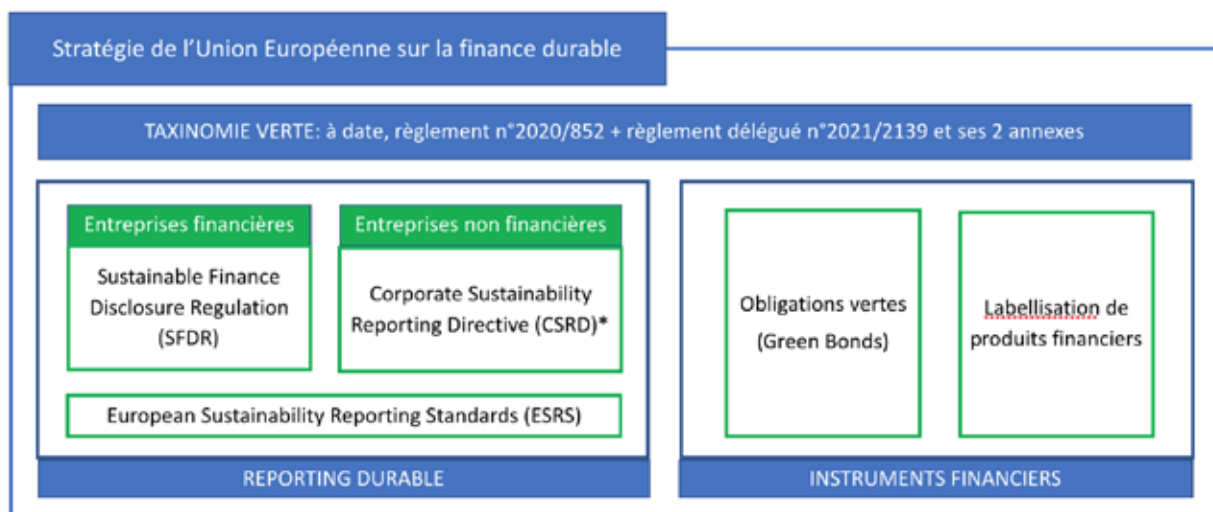 Stratégie de l'Union Européenne sur la finance durable
TAXINOMIE VERTE: à date, règlement n°2020/852 + règlement délégué n°2021/2139 et ses 2 annexes
Entreprises financières
Sustainable Finance
Disclosure Regulation
(SFDR)
Entreprises non financières
Corporate Sustainability
Reporting Directive (CSRD)*
European Sustainability Reporting Standards (ESRS)
REPORTING DURABLE
Obligations vertes
(Green Bonds)
Labellisation de
produits financiers
INSTRUMENTS FINANCIERS